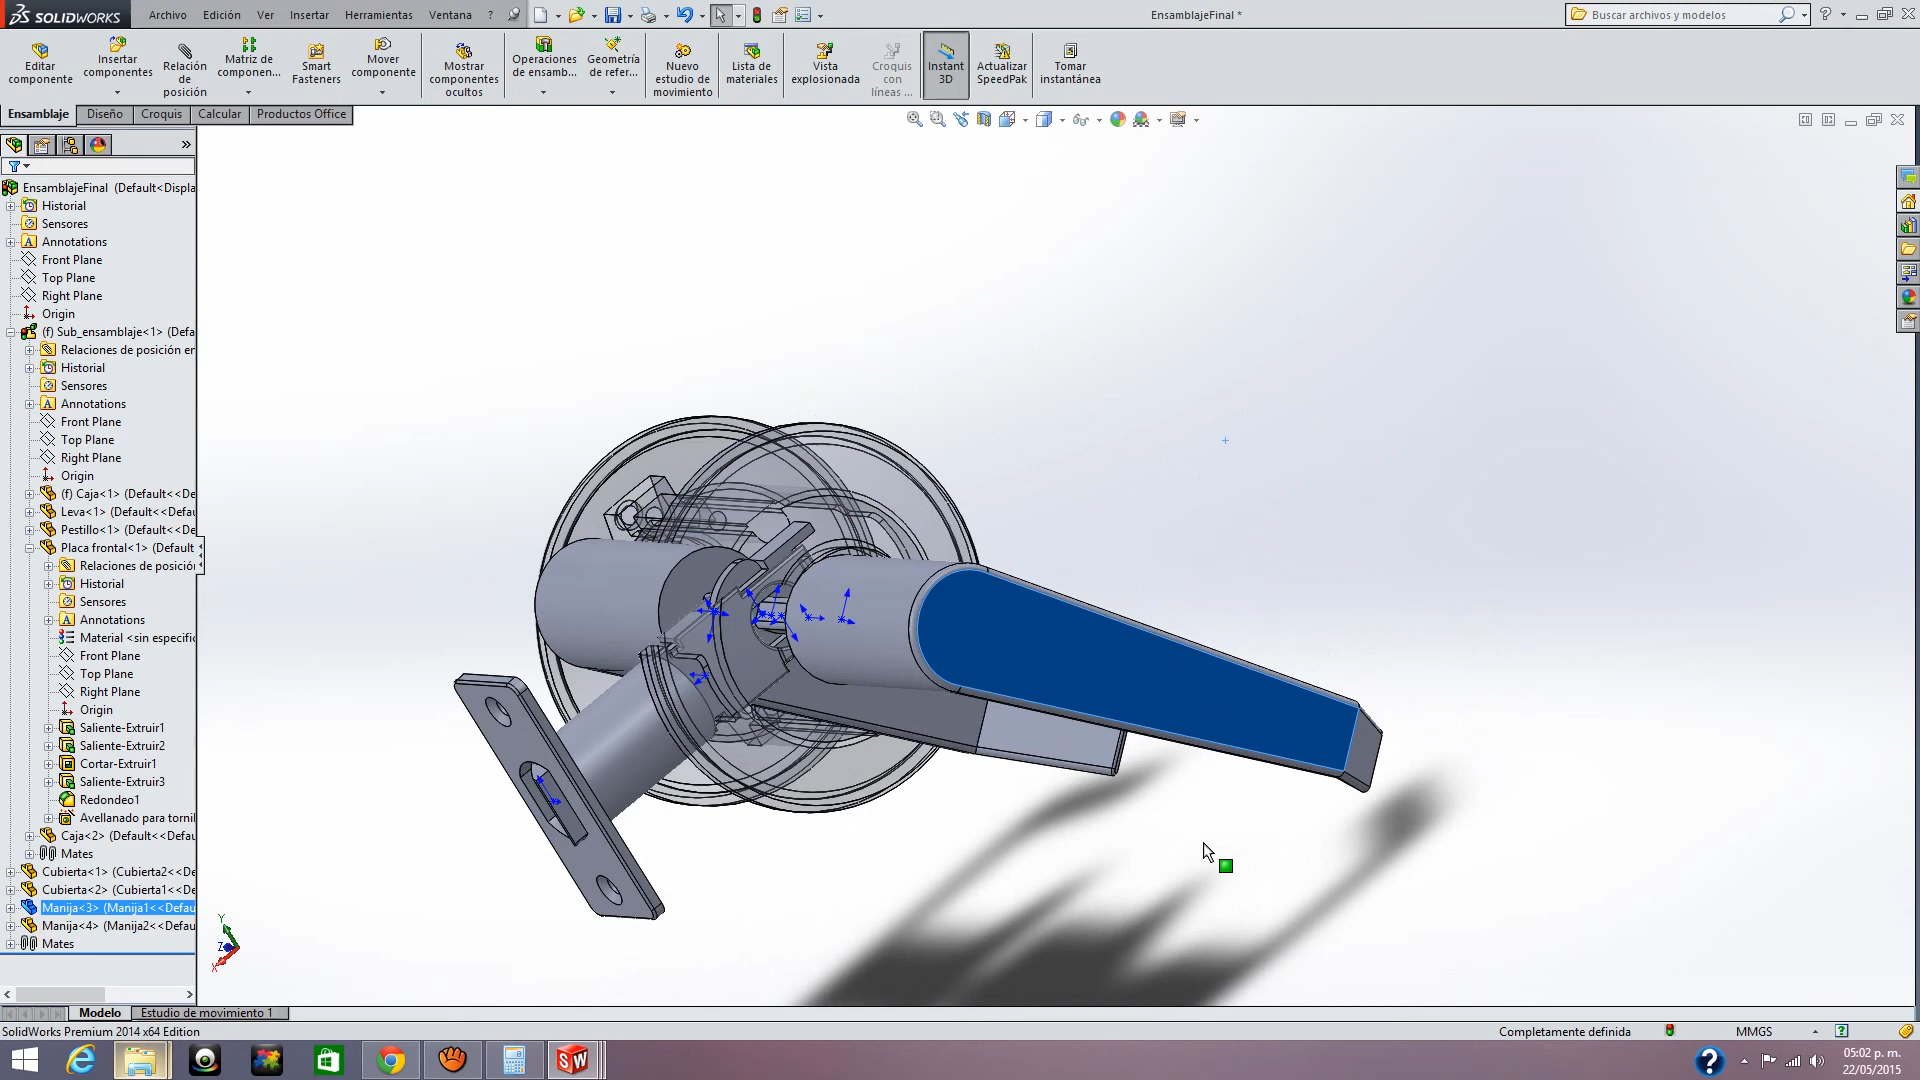 SOLIDWORKS
Archivo Edición Ver Insertar Herramientas Ventana ?
EnsamblajeFinal *
Buscar archivos y modelos
Editar componente
Insertar componentes
Relación de posición
Matriz de componen...
Smart Fasteners
Mover componente
Mostrar componentes ocultos
Operaciones de ensamb...
Geometría de refer...
Nuevo estudio de movimiento
Lista de materiales
Vista explosionada
Croquis con líneas ...
Instant 3D
Actualizar SpeedPak
Tomar instantánea
Ensamblaje Diseño Croquis Calcular Productos Office
EnsamblajeFinal (Default<Displa
Historial
Sensores
Annotations
Front Plane
Top Plane
Right Plane
Origin
(f) Sub_ensamblaje<1> (Defa
Relaciones de posición en
Historial
Sensores
Annotations
Front Plane
Top Plane
Right Plane
Origin
(f) Caja<1> (Default<<De
Leva<1> (Default<<De
Pestillo<1> (Default<<De
Placa frontal<1> (Default
Relaciones de posición
Historial
Sensores
Annotations
Material <sin especific
Front Plane
Top Plane
Right Plane
Origin
Saliente-Extruir1
Saliente-Extruir2
Cortar-Extruir1
Saliente-Extruir3
Redondeo1
Avellanado para tornil
Caja<2> (Default<<Defau
Mates
Cubierta<1> (Cubierta2<<De
Cubierta<2> (Cubierta1<<De
Manija<3> (Manija1<<Defau
Manija<4> (Manija2<<Defau
Mates
Y
Z
X
Modelo Estudio de movimiento 1
SolidWorks Premium 2014 x64 Edition
Completamente definida
MMGS
SW
05:02 p. m.
22/05/2015